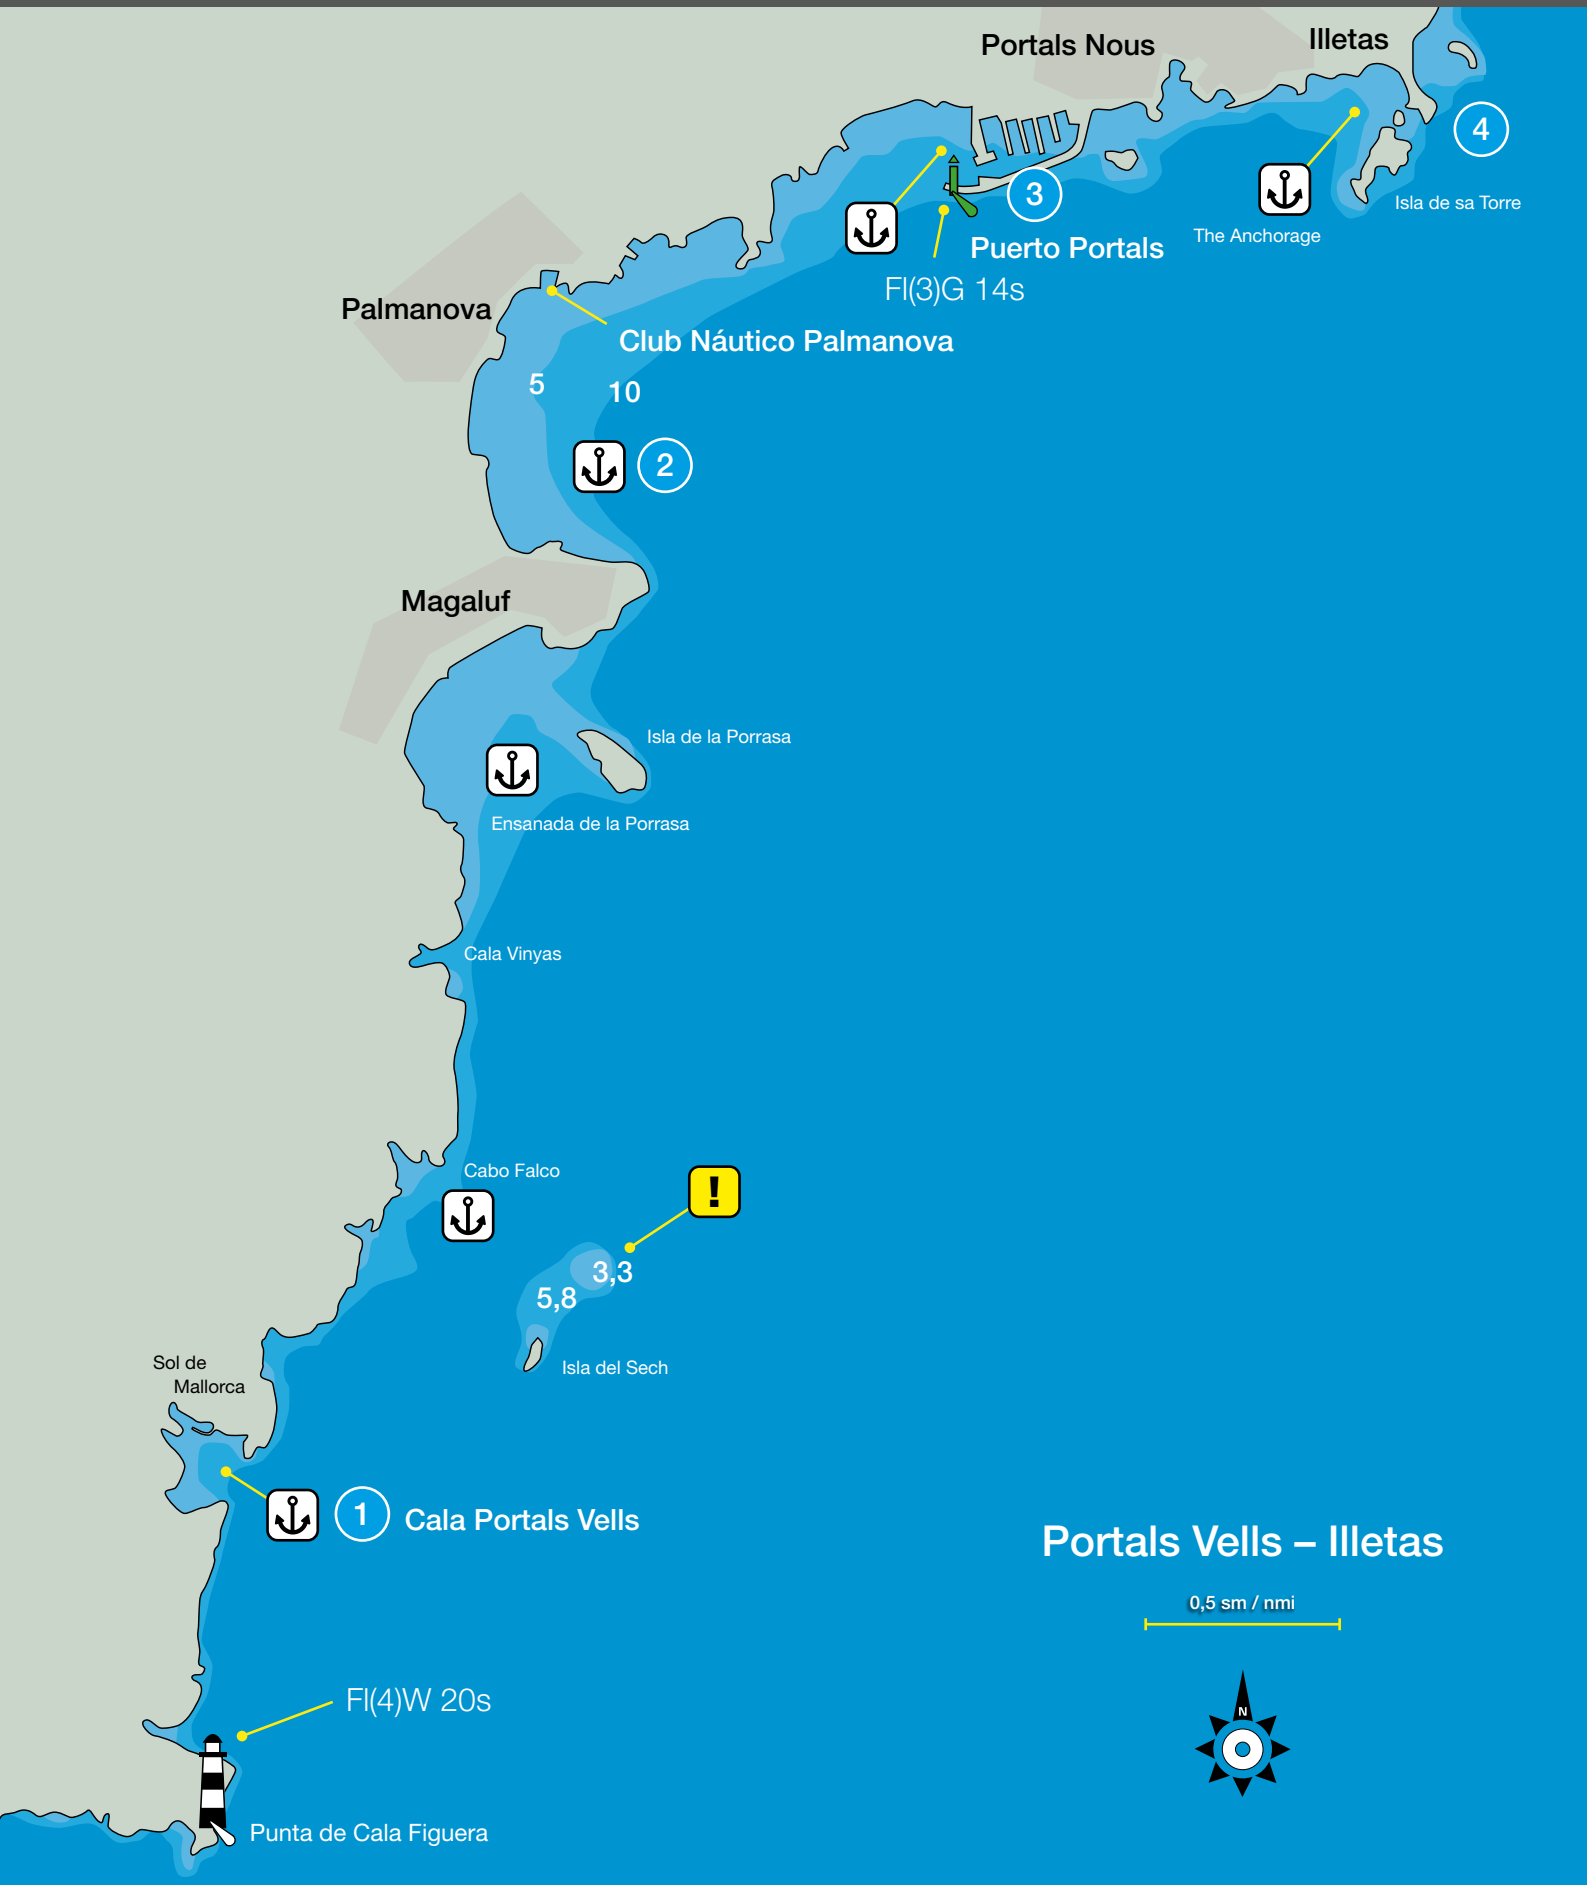 Illetas
Portals Nous
4
3
Isla de sa Torre
The Anchorage
Puerto Portals
Fl(3)G 14s
Palmanova
Club Náutico Palmanova
5
10
2
Magaluf
Isla de la Porrasa
Ensanada de la Porrasa
Cala Vinyas
Cabo Falco
!
3,3
5,8
Isla del Sech
Sol de
Mallorca
1
Cala Portals Vells
Portals Vells – Illetas
0,5 sm / nmi
N
Fl(4)W 20s
Punta de Cala Figuera